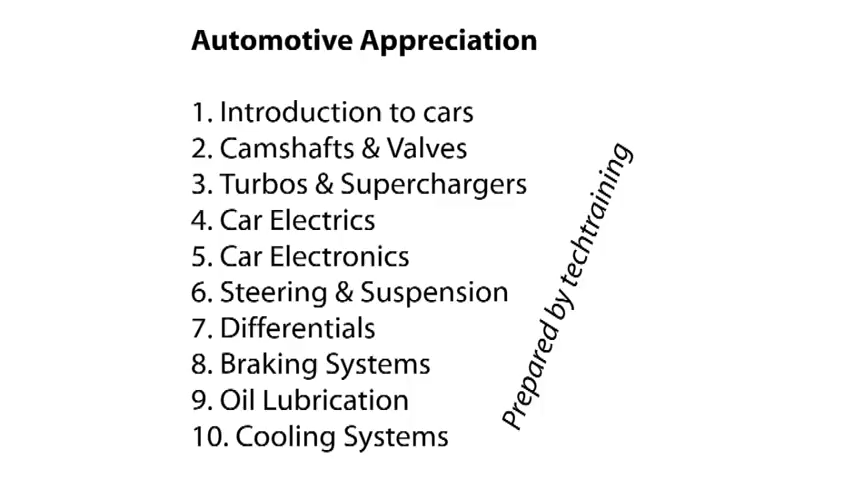 Automotive Appreciation
1. Introduction to cars
2. Camshafts & Valves
3. Turbos & Superchargers
4. Car Electrics
5. Car Electronics
6. Steering & Suspension
7. Differentials
8. Braking Systems
9. Oil Lubrication
10. Cooling Systems
Prepared by techtraining